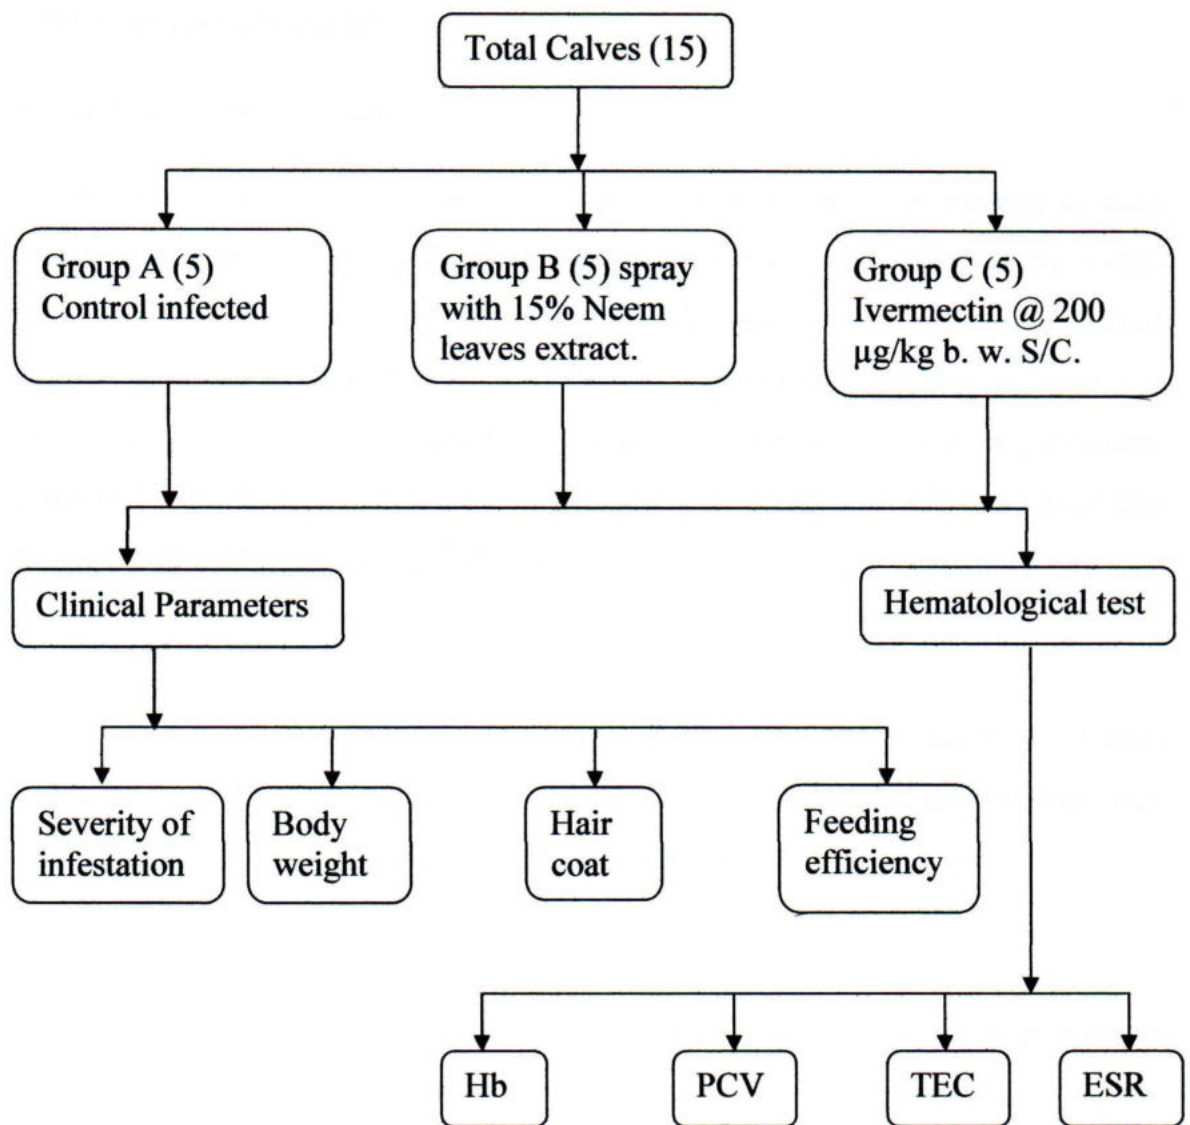 Total Calves (15)
Group A (5)
Control infected
Group B (5) spray
with 15% Neem
leaves extract.
Group C (5)
Ivermectin @ 200
µg/kg b. w. S/C.
Clinical Parameters
Hematological test
Severity of
infestation
Body
weight
Hair
coat
Feeding
efficiency
Hb
PCV
TEC
ESR